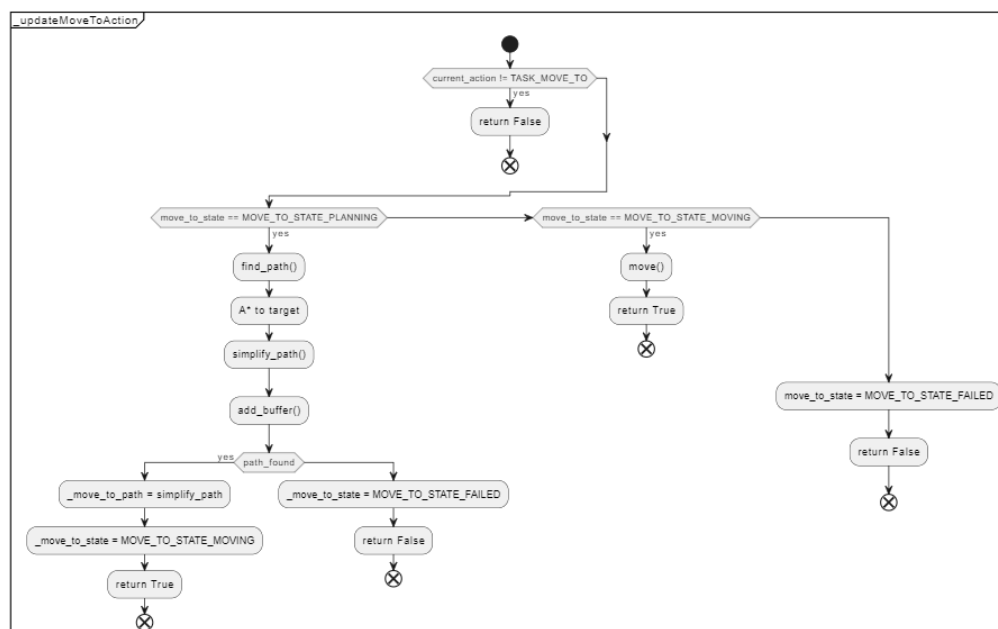 _updateMoveToAction
current_action != TASK_MOVE_TO
yes
return False
move_to_state == MOVE_TO_STATE_PLANNING
move_to_state == MOVE_TO_STATE_MOVING
yes
yes
find_path()
move()
A* to target
return True
simplify_path()
move_to_state = MOVE_TO_STATE_FAILED
add_buffer()
return False
yes
path_found
_move_to_path = simplify_path
_move_to_state = MOVE_TO_STATE_FAILED
_move_to_state = MOVE_TO_STATE_MOVING
return False
return True